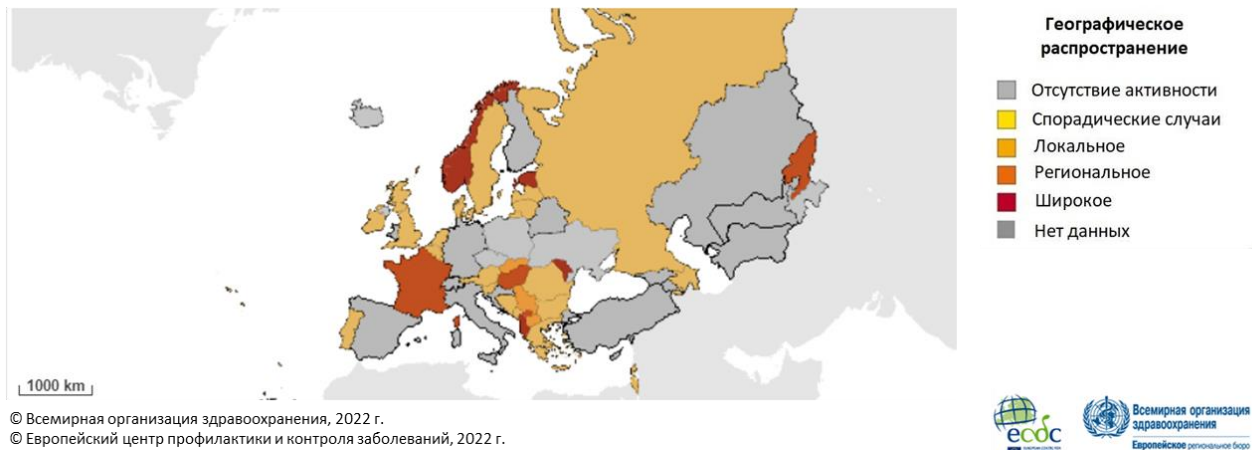 Географическое
распространение
Отсутствие активности
Спорадические случаи
Локальное
Региональное
Широкое
Нет данных
1000 km
© Всемирная организация здравоохранения, 2022 г.
© Европейский центр профилактики и контроля заболеваний, 2022 г.
ecdc
Всемирная организация
здравоохранения
Европейское региональное бюро